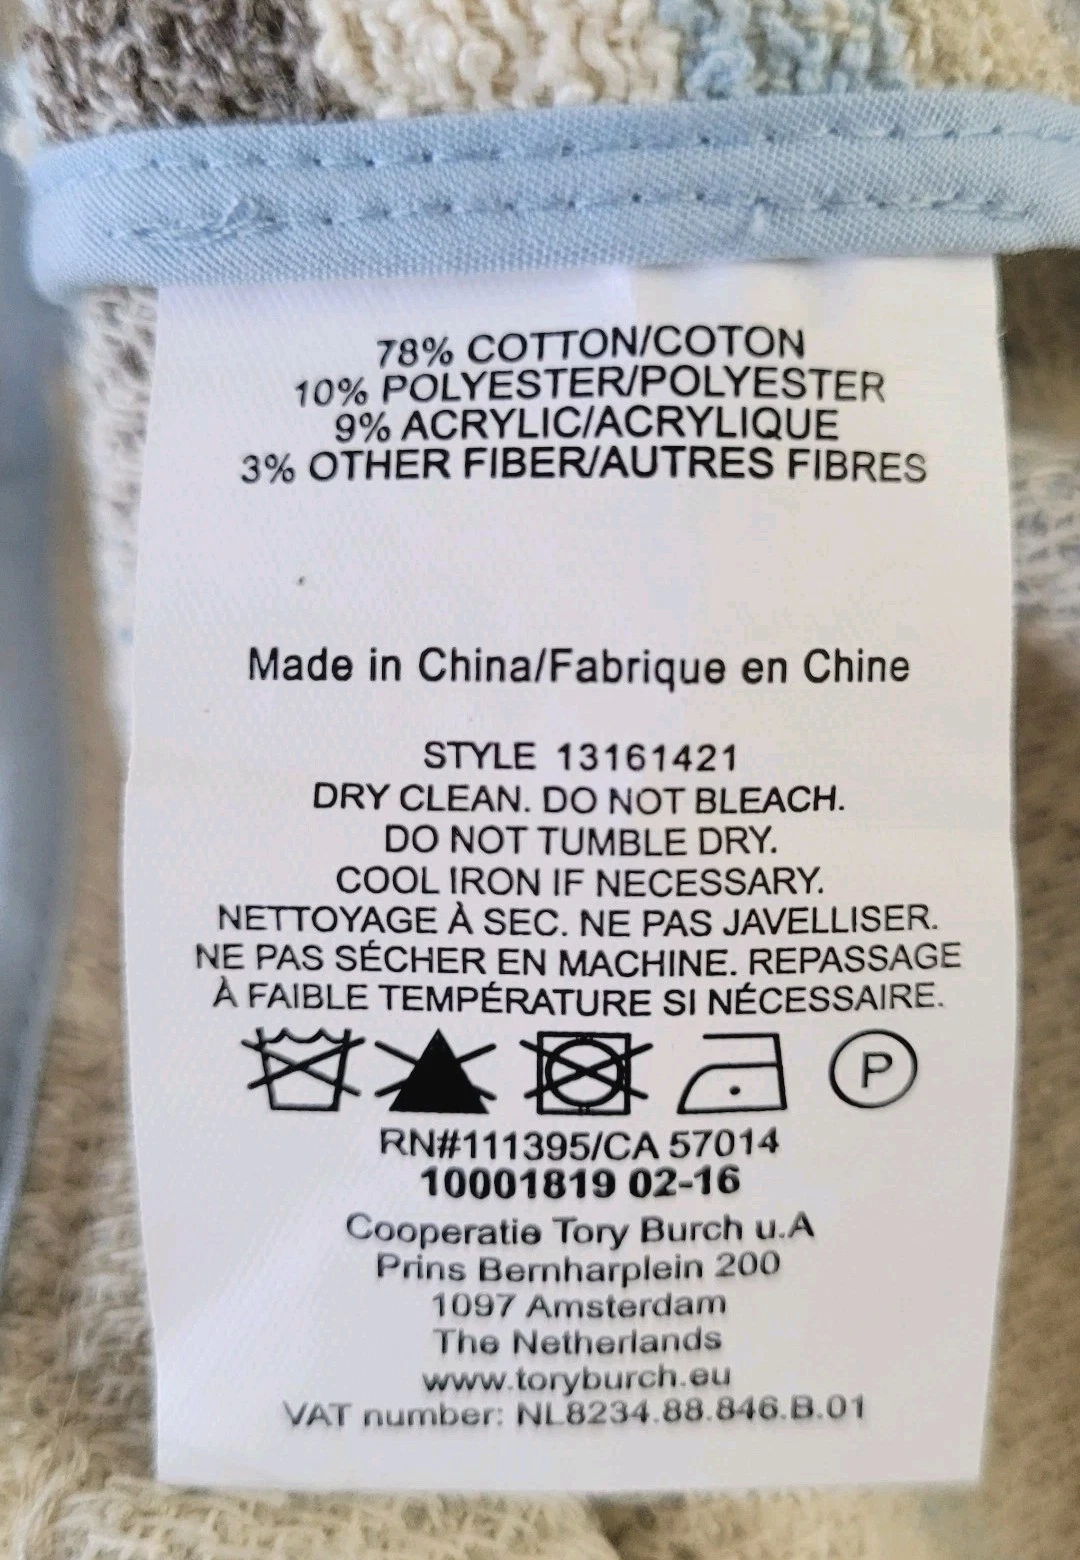 78% COTTON/COTON
10% POLYESTER/POLYESTER
9% ACRYLIC/ACRYLIQUE
3% OTHER FIBER/AUTRES FIBRES
Made in China/Fabrique en Chine
STYLE 13161421
DRY CLEAN. DO NOT BLEACH.
DO NOT TUMBLE DRY.
COOL IRON IF NECESSARY.
NETTOYAGE À SEC. NE PAS JAVELLISER.
NE PAS SÉCHER EN MACHINE. REPASSAGE
À FAIBLE TEMPÉRATURE SI NÉCESSAIRE.
P
RN#111395/CA 57014
10001819 02-16
Cooperatie Tory Burch u.A
Prins Bernharplein 200
1097 Amsterdam
The Netherlands
www.toryburch.eu
VAT number: NL8234.88.846.B.01